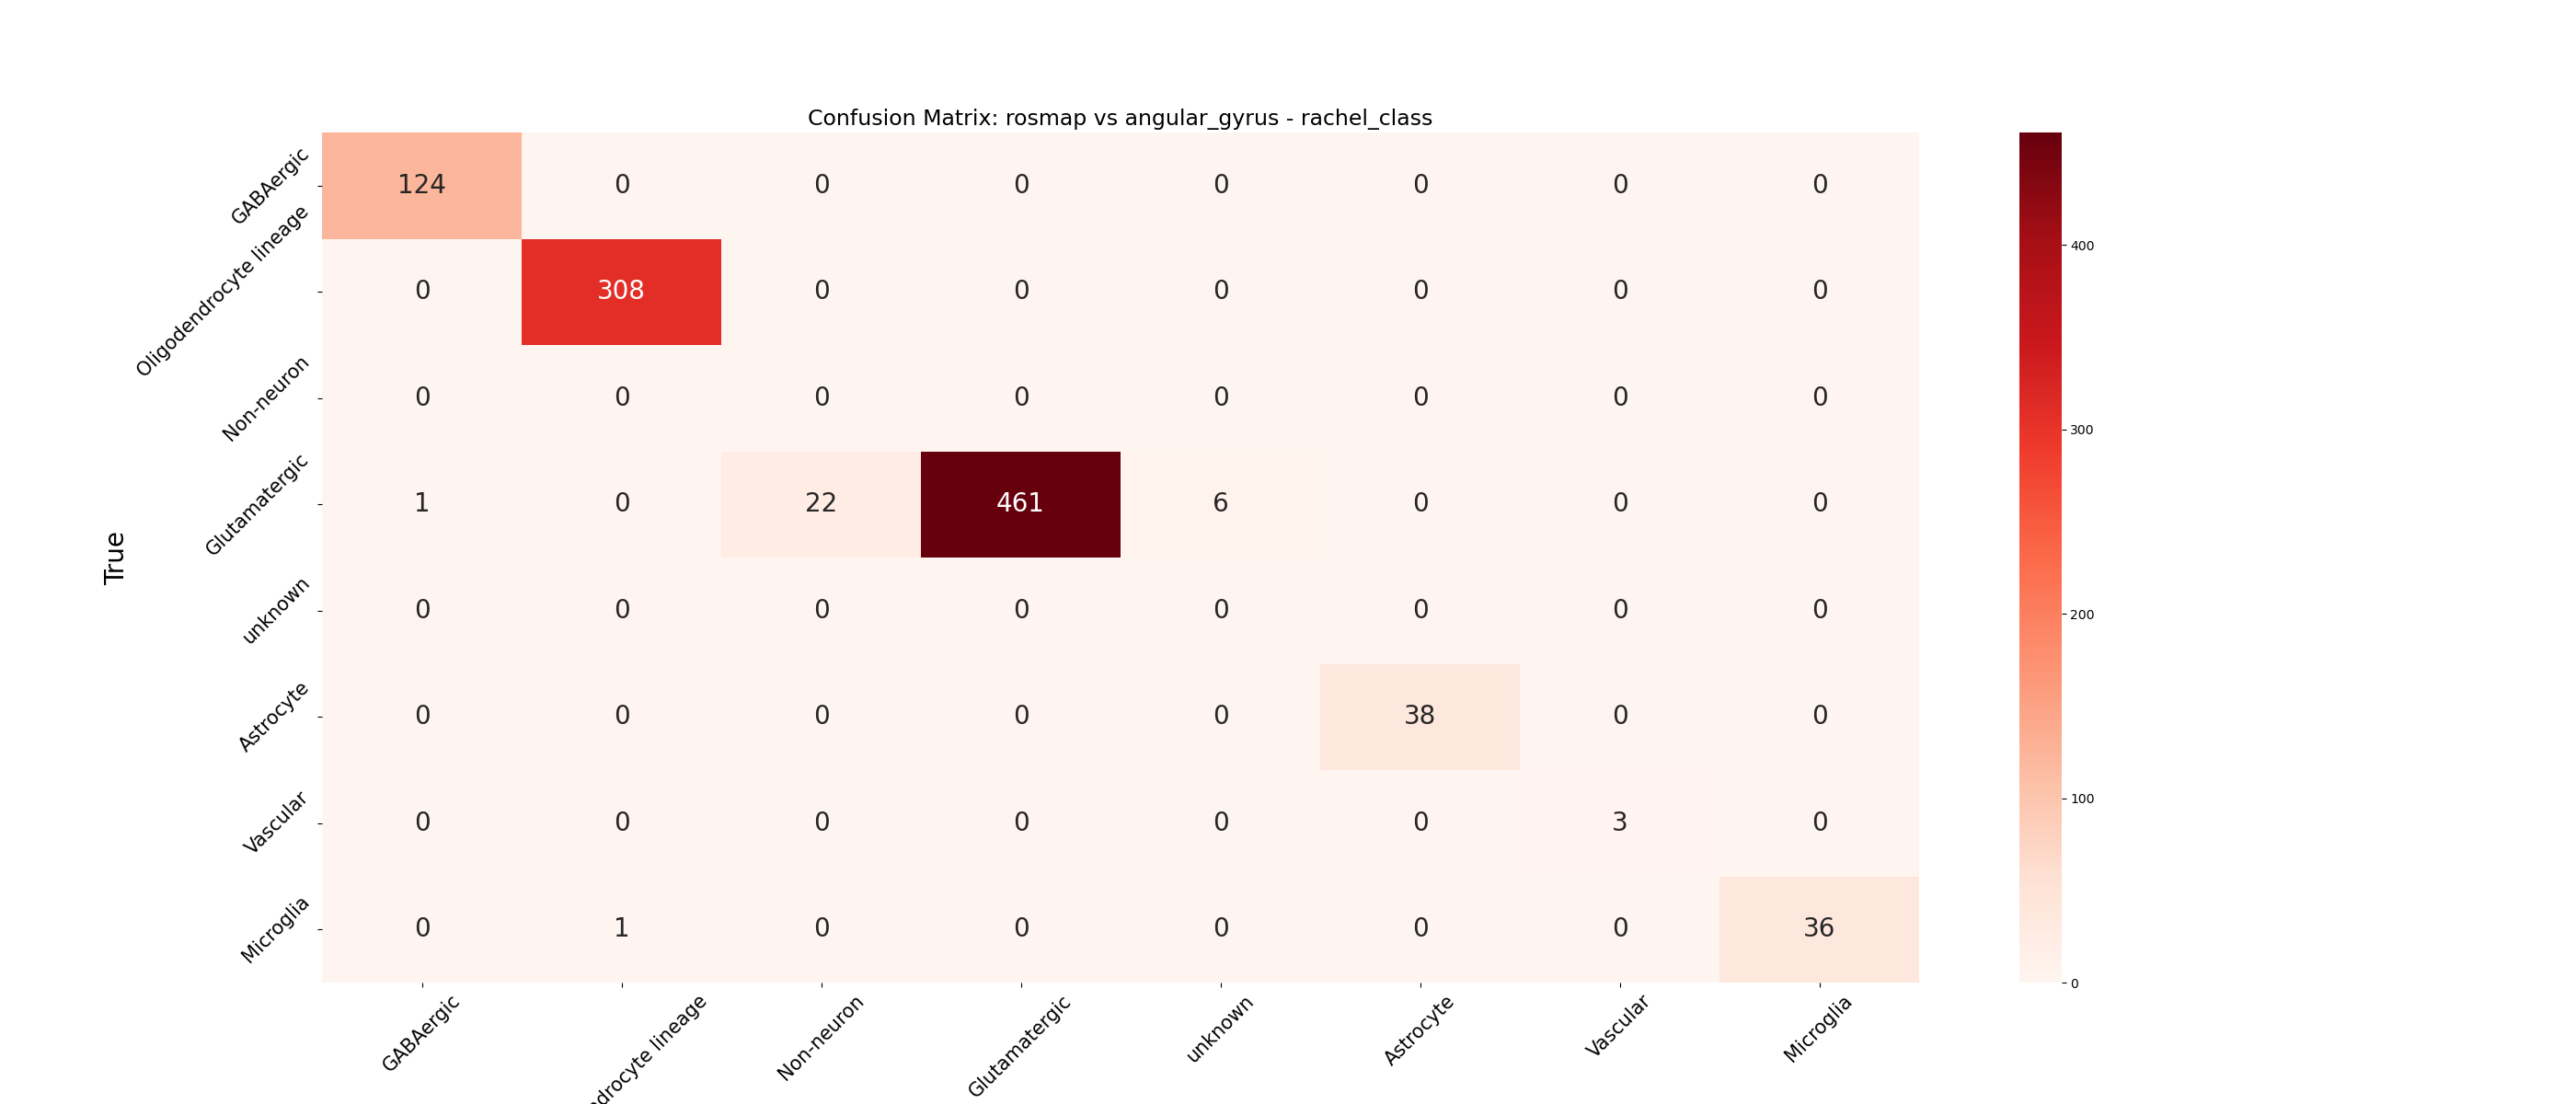 Confusion Matrix: rosmap vs angular_gyrus - rachel_class
True
GABAergic 124 0 0 0 0 0 0 0
Oligodendrocyte lineage 0 308 0 0 0 0 0 0
Non-neuron 0 0 0 0 0 0 0 0
Glutamatergic 1 0 22 461 6 0 0 0
unknown 0 0 0 0 0 0 0 0
Astrocyte 0 0 0 0 0 38 0 0
Vascular 0 0 0 0 0 0 3 0
Microglia 0 1 0 0 0 0 0 36
GABAergic ndrocyte lineage Non-neuron Glutamatergic unknown Astrocyte Vascular Microglia
400
300
200
100
0